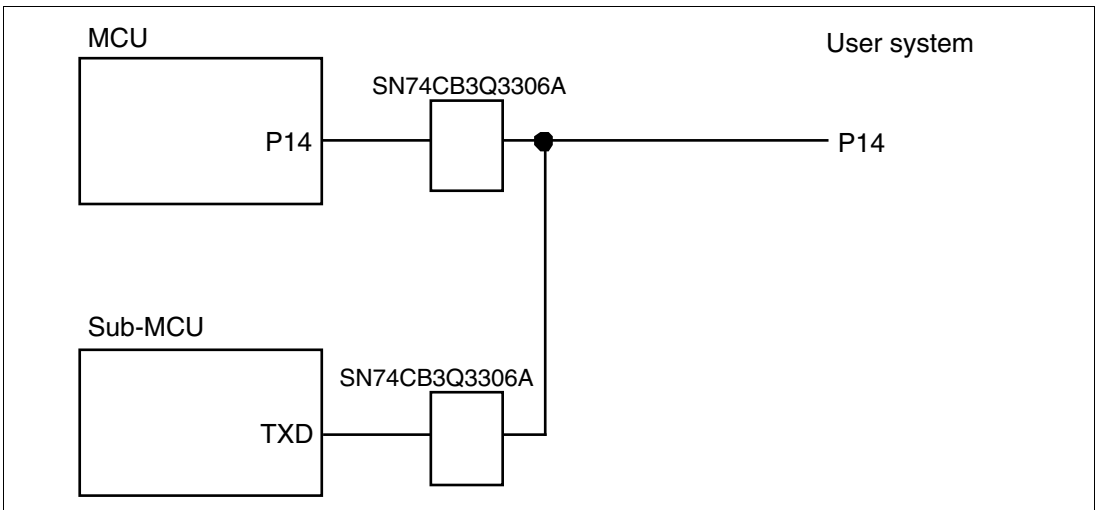 MCU
User system
SN74CB3Q3306A
P14
P14
Sub-MCU
SN74CB3Q3306A
TXD